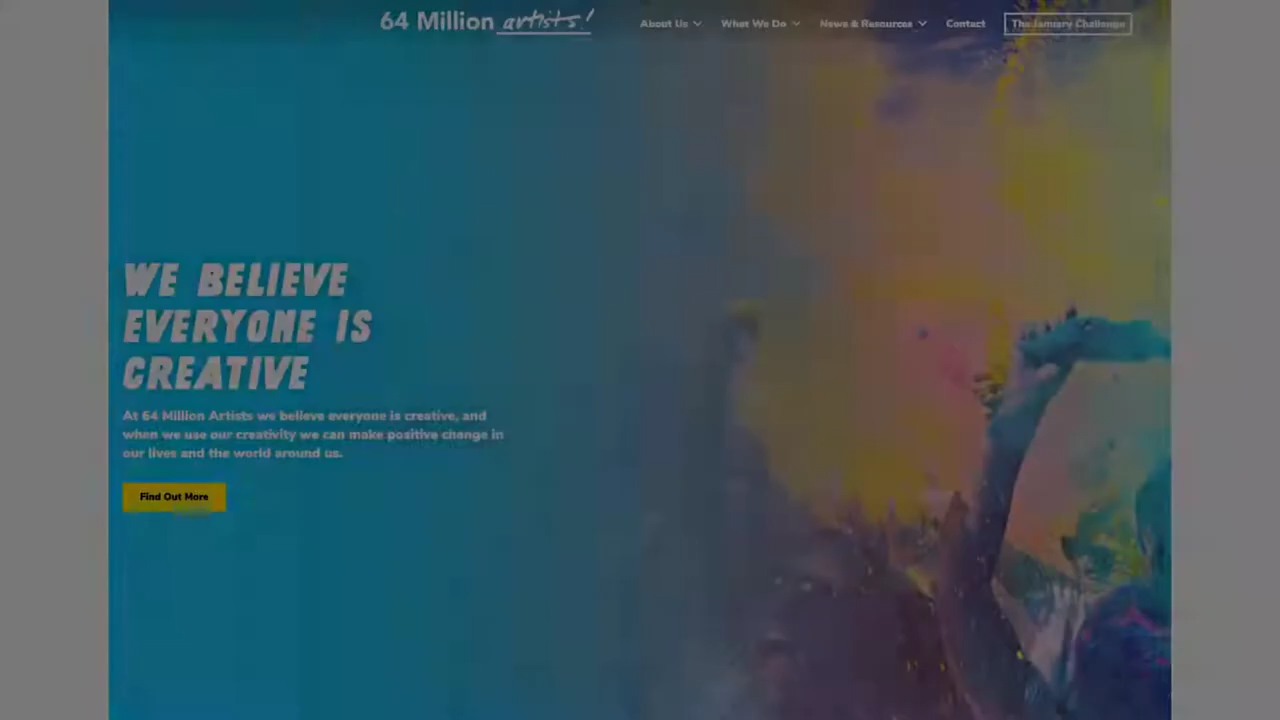 64 Million artists!
About Us
What We Do
News & Resources
Contact
The January Challenge
WE BELIEVE
EVERYONE IS
CREATIVE
At 64 Million Artists we believe everyone is creative, and
when we use our creativity we can make positive change in
our lives and the world around us.
Find Out More